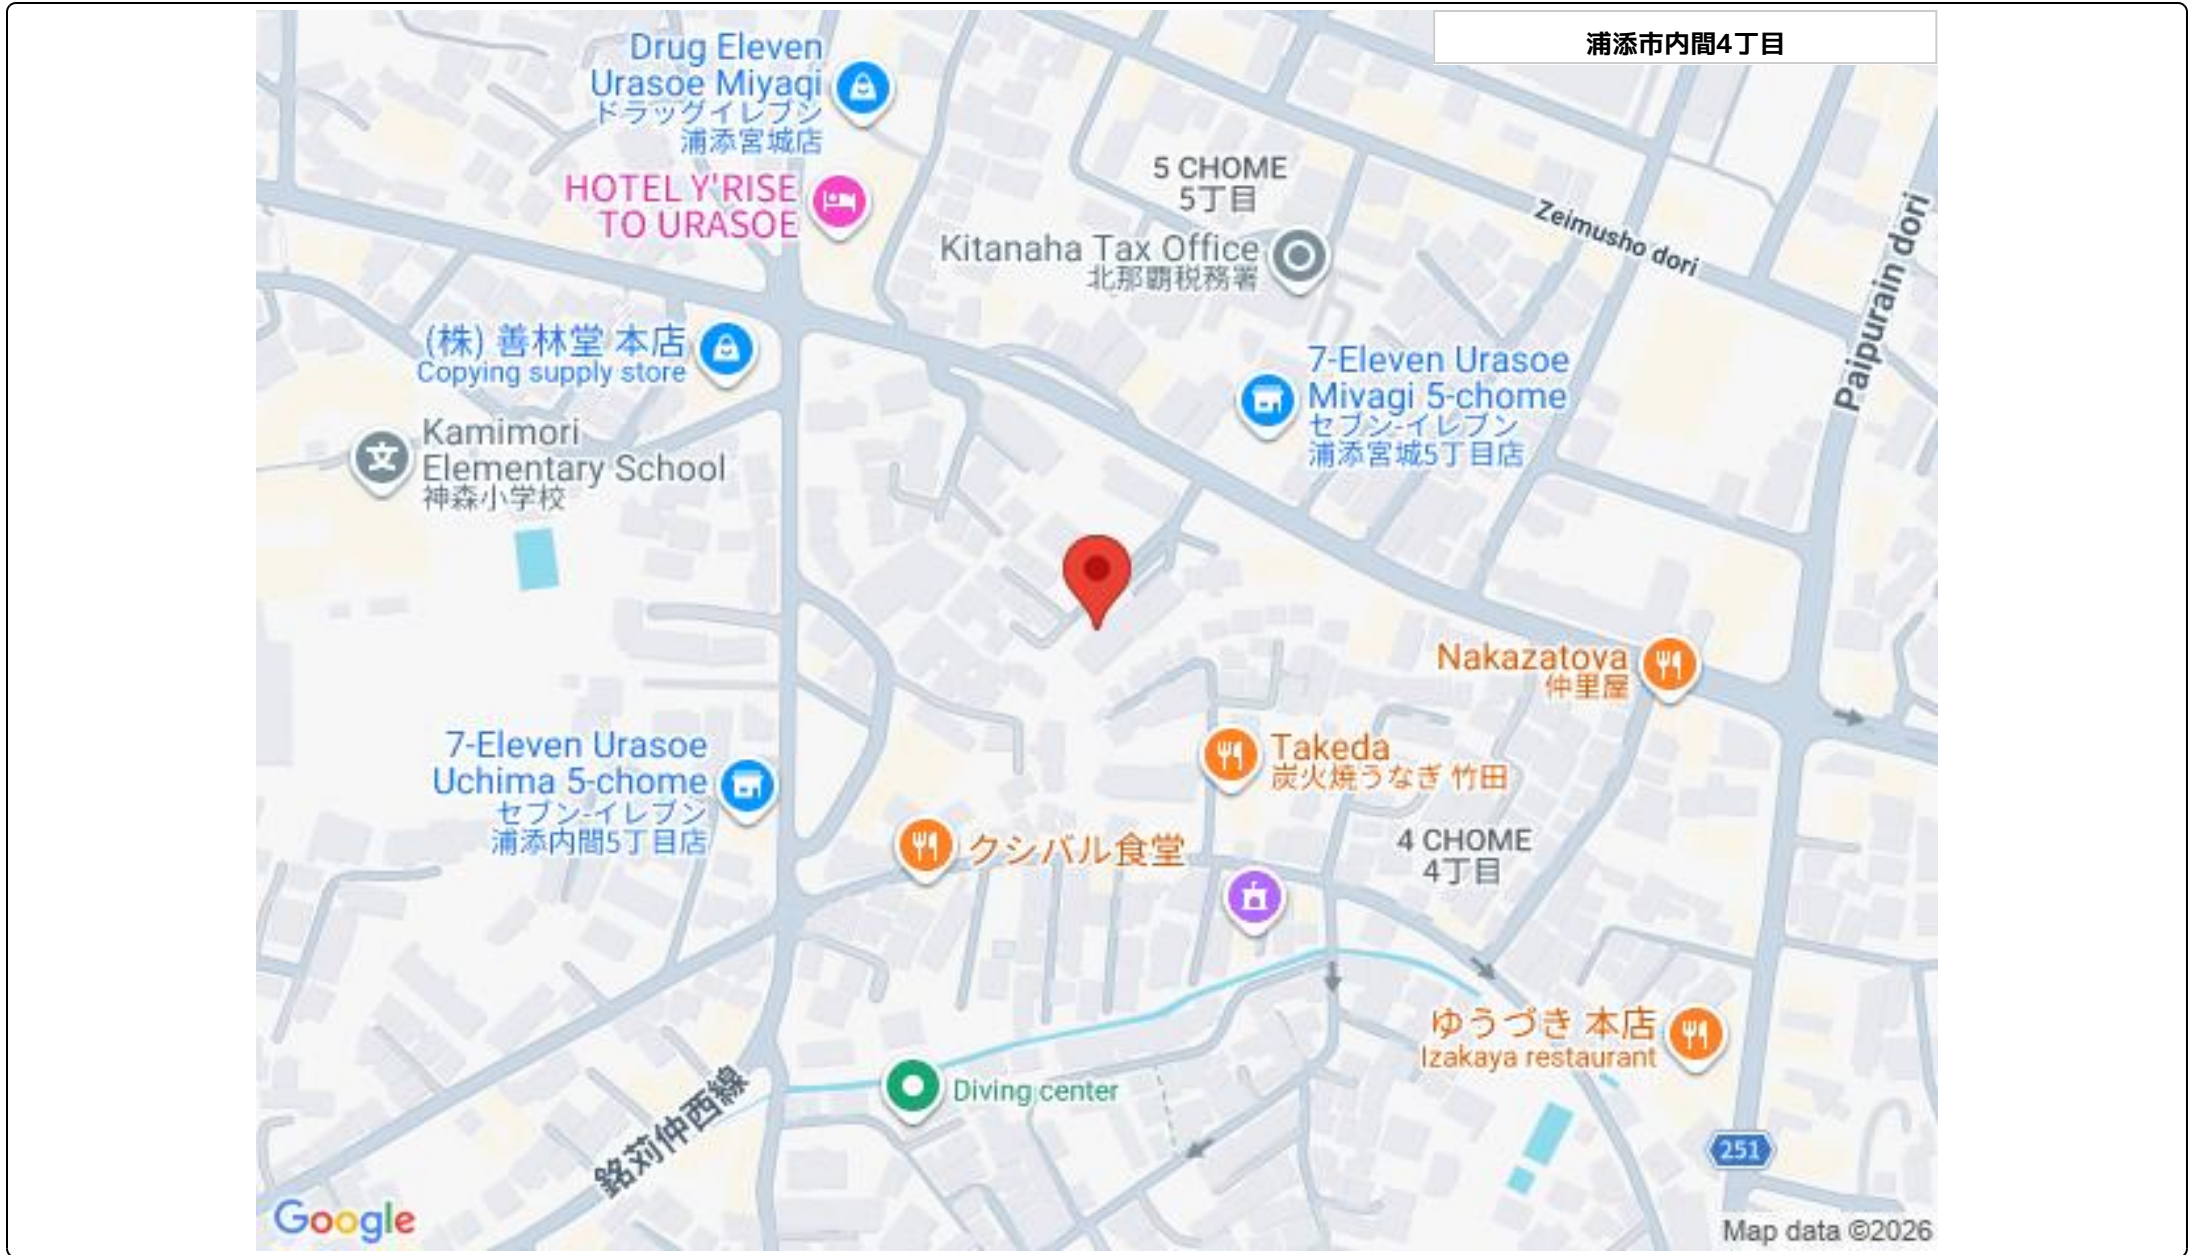 浦添市内間4丁目
Drug Eleven
Urasoe Miyagi
ドラッグイレブン
浦添宮城店
HOTEL Y'RISE
TO URASOE
5 CHOME
5丁目
Kitanaha Tax Office
北那覇税務署
Zeimusho dori
Paipurain dori
(株) 善林堂 本店
Copying supply store
7-Eleven Urasoe
Miyagi 5-chome
セブン-イレブン
浦添宮城5丁目店
Kamimori
Elementary School
神森小学校
Nakazatoya
仲里屋
7-Eleven Urasoe
Uchima 5-chome
セブン-イレブン
浦添内間5丁目店
Takeda
炭火焼うなぎ 竹田
クシバル食堂
4 CHOME
4丁目
ゆうづき 本店
Izakaya restaurant
Diving center
銘苅仲西線
251
Google
Map data ©2026